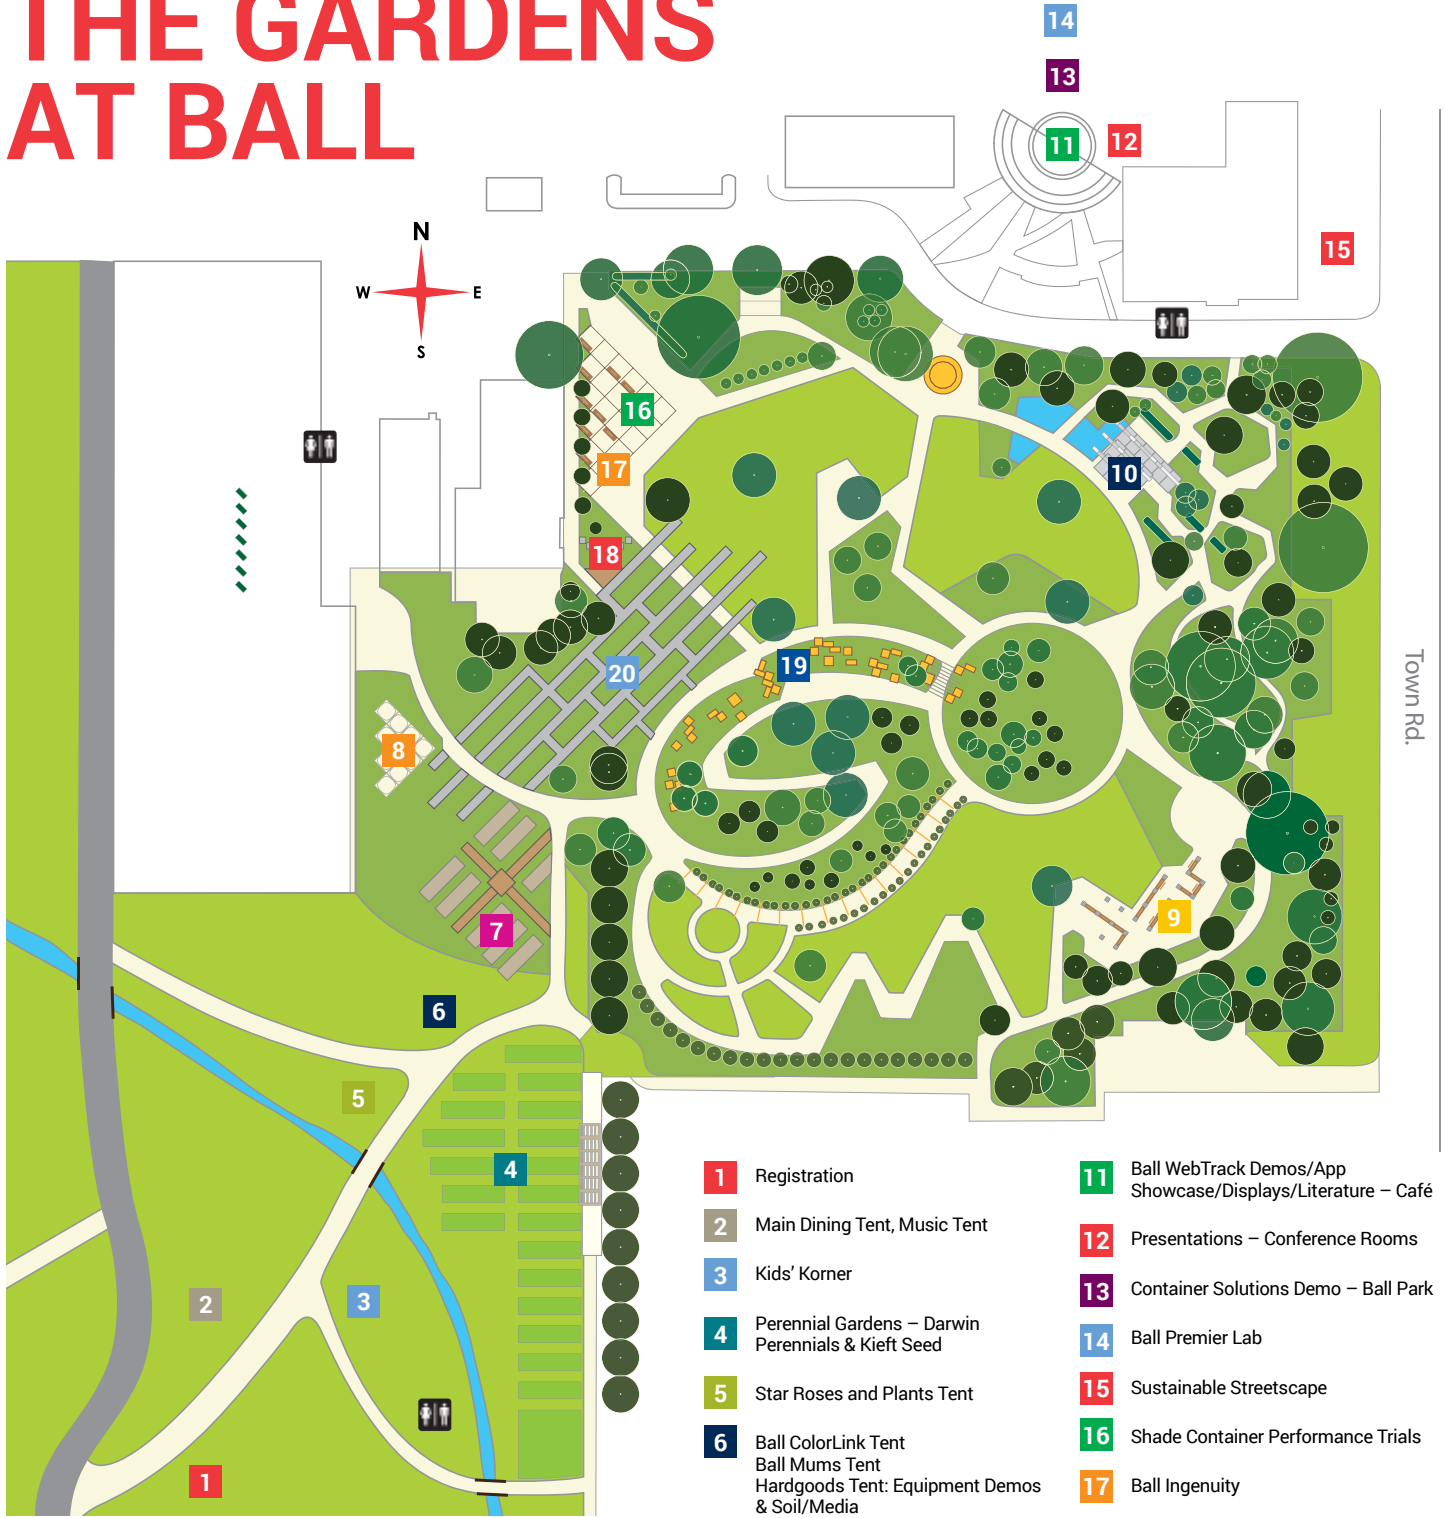 THE GARDENS
AT BALL
14
13
11
12
15
N
W
E
S
16
17
10
18
19
20
8
9
7
6
5
4
2
3
1
Town Rd.
1 Registration
2 Main Dining Tent, Music Tent
3 Kids' Korner
4 Perennial Gardens – Darwin
Perennials & Kieft Seed
5 Star Roses and Plants Tent
6 Ball ColorLink Tent
Ball Mums Tent
Hardgoods Tent: Equipment Demos
& Soil/Media
11 Ball WebTrack Demos/App
Showcase/Displays/Literature – Café
12 Presentations – Conference Rooms
13 Container Solutions Demo – Ball Park
14 Ball Premier Lab
15 Sustainable Streetscape
16 Shade Container Performance Trials
17 Ball Ingenuity